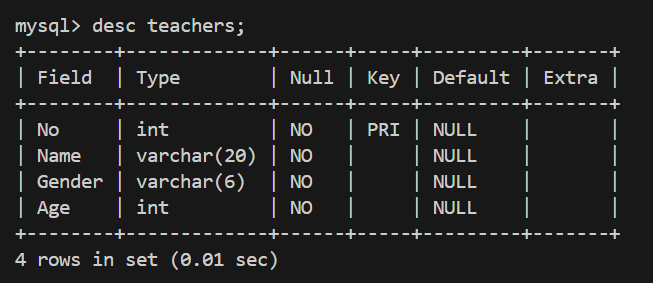 mysql> desc teachers;
+--------+-------------+------+-----+---------+-------+
| Field  | Type        | Null | Key | Default | Extra |
+--------+-------------+------+-----+---------+-------+
| No     | int         | NO   | PRI | NULL    |       |
| Name   | varchar(20) | NO   |     | NULL    |       |
| Gender | varchar(6)  | NO   |     | NULL    |       |
| Age    | int         | NO   |     | NULL    |       |
+--------+-------------+------+-----+---------+-------+
4 rows in set (0.01 sec)